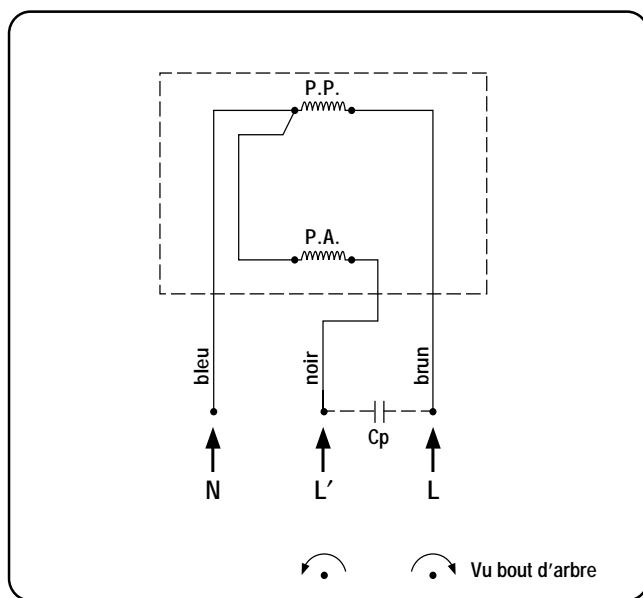 P.P.
P.A.
bleu
noir
brun
Cp
N
L′
L
Vu bout d'arbre